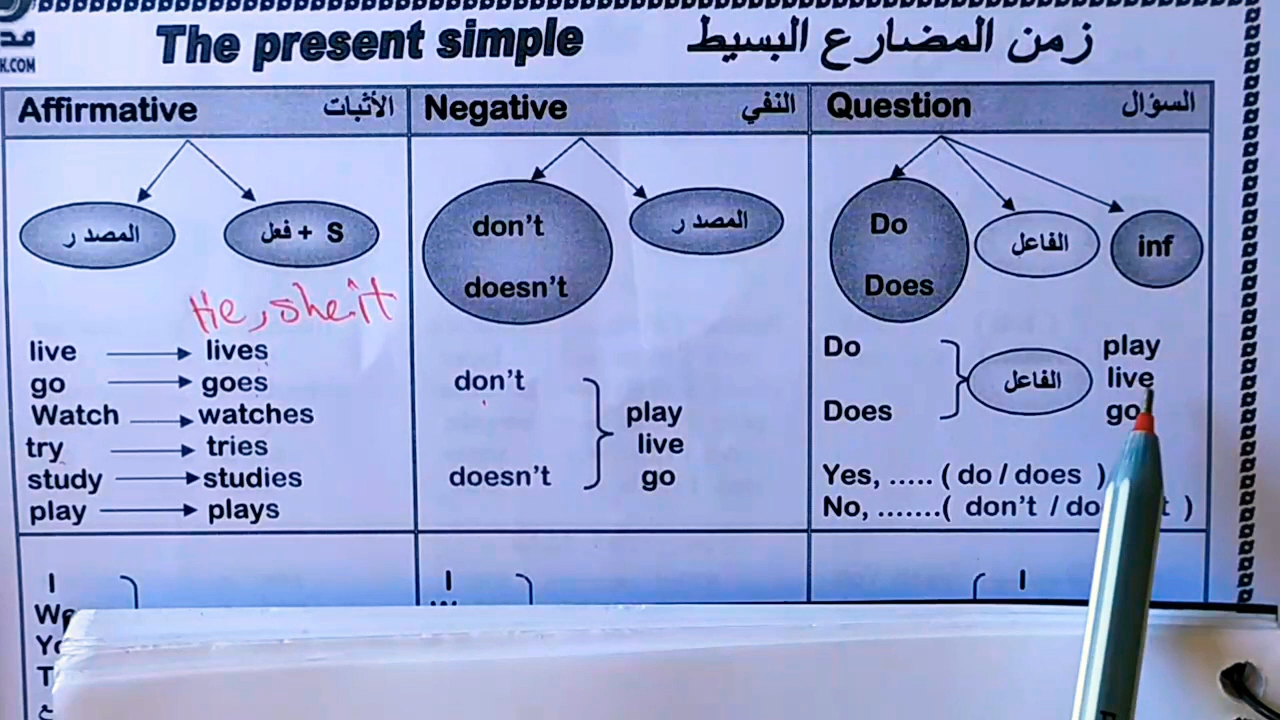 The present simple زمن المضارع البسيط
K.COM
Affirmative الأثبات
Negative النفي
Question السؤال
المصدر
فعل + S
don't
doesn't
المصدر
Do
Does
الفاعل
inf
He, she. it
live lives
go goes
Watch watches
try tries
study studies
play plays
don't
doesn't
play
live
go
Do
Does
الفاعل
play
live
go
Yes, ..... ( do / does )
No, .......( don't / do t )
I
I
I